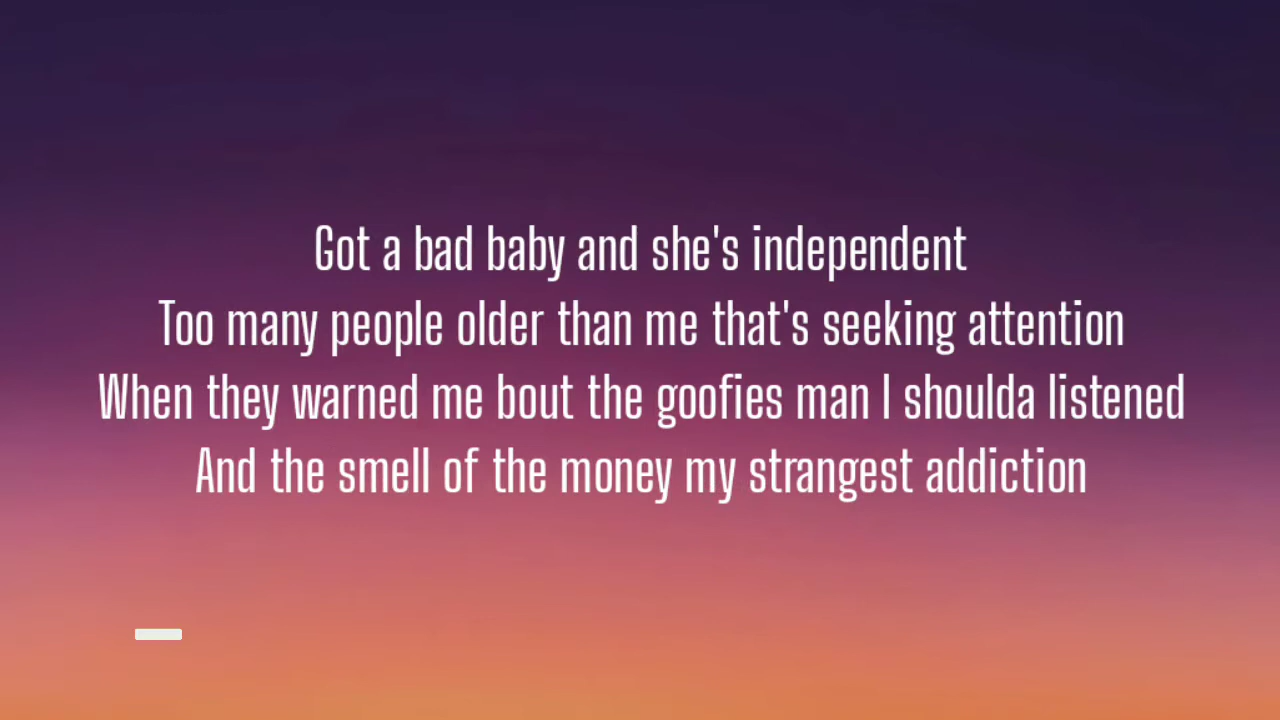 Got a bad baby and she's independent
Too many people older than me that's seeking attention
When they warned me bout the goofies man I shoulda listened
And the smell of the money my strangest addiction